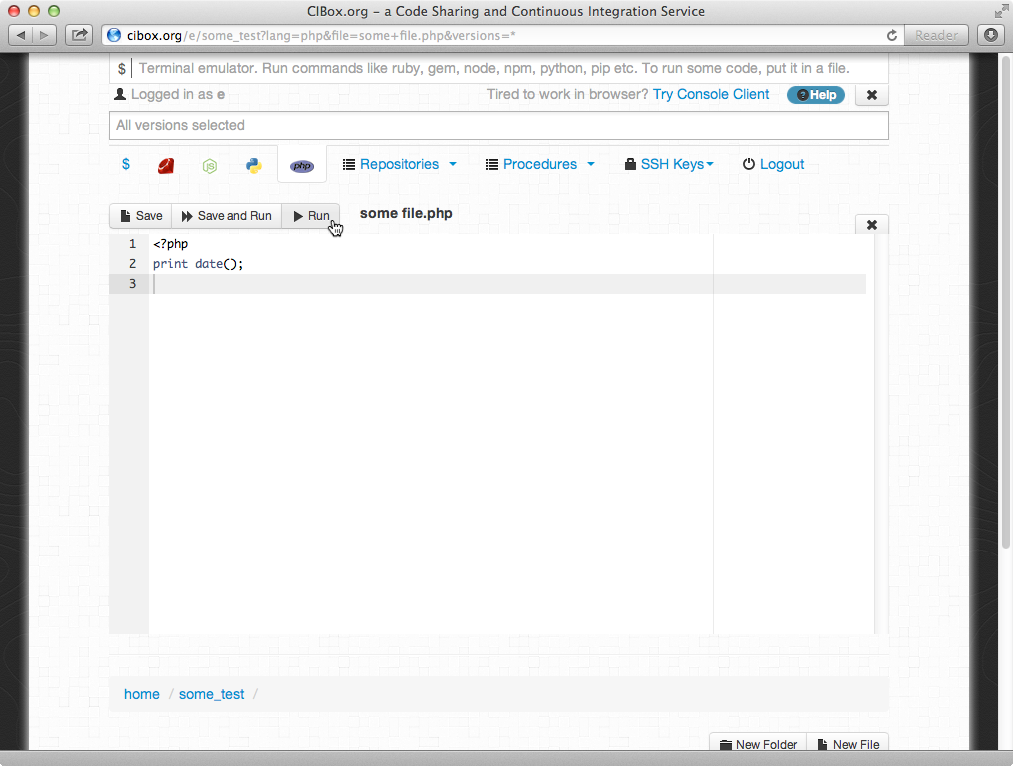 CIBox.org – a Code Sharing and Continuous Integration Service
cibox.org/e/some_test?lang=php&file=some+file.php&versions=*
Reader
$ Terminal emulator. Run commands like ruby, gem, node, npm, python, pip etc. To run some code, put it in a file.
Logged in as e
Tired to work in browser? Try Console Client
? Help
All versions selected
$ JS php Repositories Procedures SSH Keys Logout
Save Save and Run Run some file.php
1 <?php
2 print date();
3
home / some_test /
New Folder New File